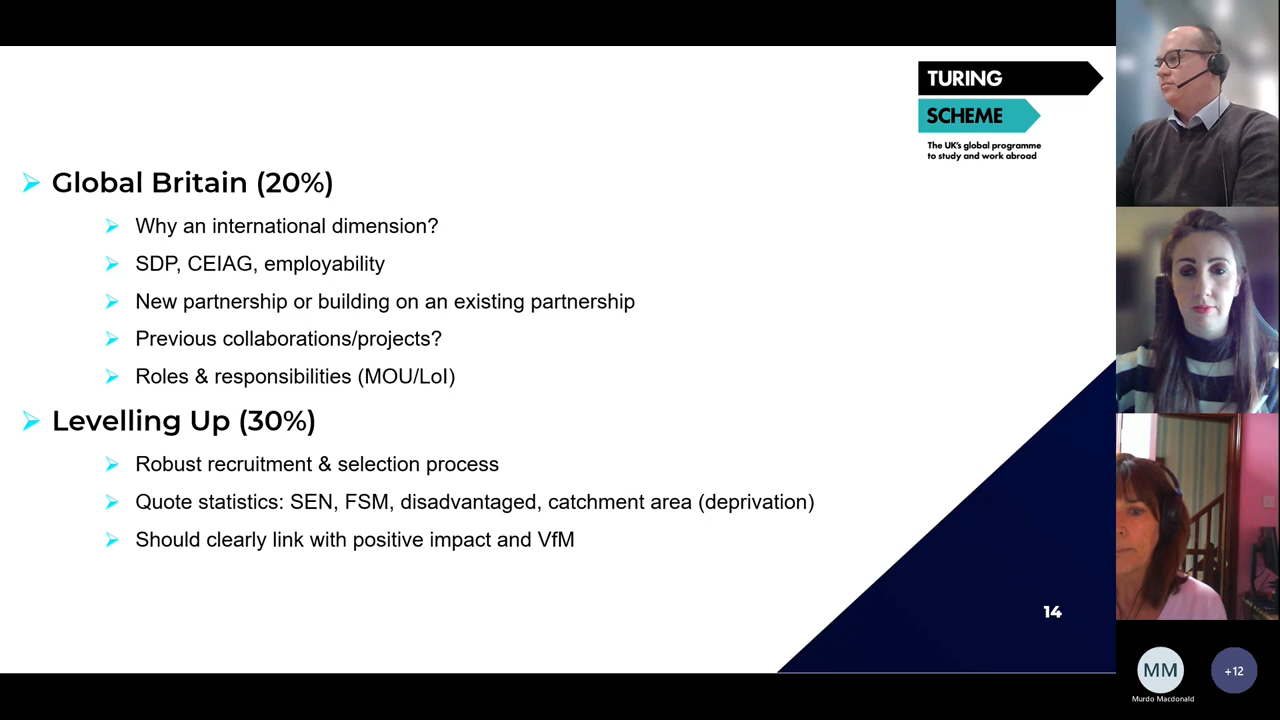 TURING
SCHEME
The UK's global programme
to study and work abroad
Global Britain (20%)
Why an international dimension?
SDP, CEIAG, employability
New partnership or building on an existing partnership
Previous collaborations/projects?
Roles & responsibilities (MOU/LoI)
Levelling Up (30%)
Robust recruitment & selection process
Quote statistics: SEN, FSM, disadvantaged, catchment area (deprivation)
Should clearly link with positive impact and VfM
14
MM
+12
Murdo Macdonald